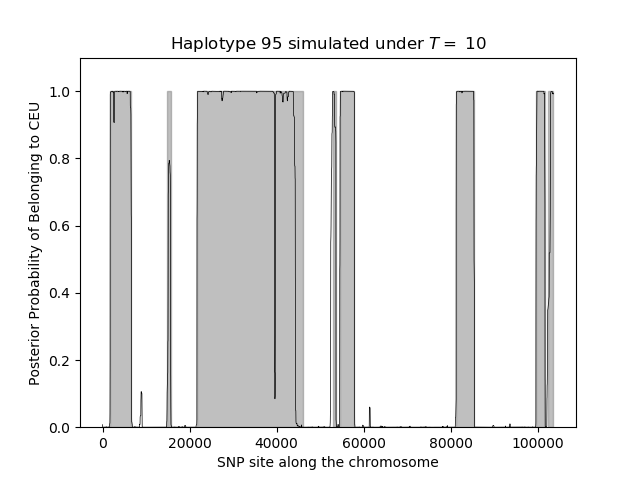 Haplotype 95 simulated under T = 10
Posterior Probability of Belonging to CEU
1.0
0.8
0.6
0.4
0.2
0.0
0 20000 40000 60000 80000 100000
SNP site along the chromosome